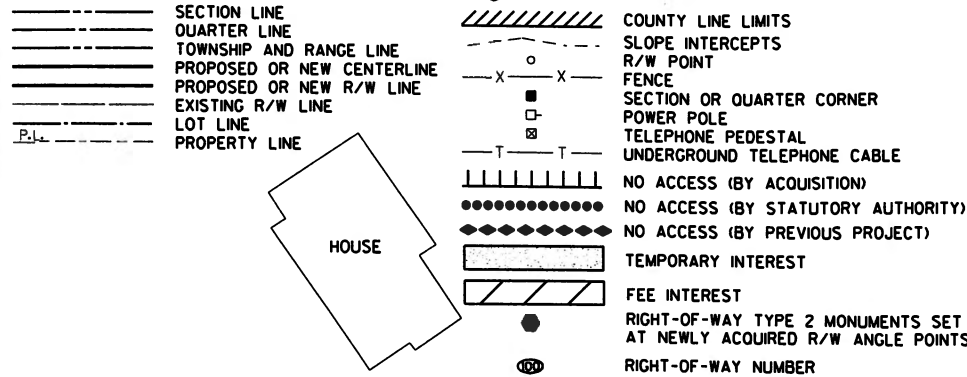 SECTION LINE
QUARTER LINE
TOWNSHIP AND RANGE LINE
PROPOSED OR NEW CENTERLINE
PROPOSED OR NEW R/W LINE
EXISTING R/W LINE
LOT LINE
P.L. PROPERTY LINE
HOUSE
COUNTY LINE LIMITS
SLOPE INTERCEPTS
R/W POINT
X X FENCE
SECTION OR QUARTER CORNER
POWER POLE
TELEPHONE PEDESTAL
T T UNDERGROUND TELEPHONE CABLE
NO ACCESS (BY ACQUISITION)
NO ACCESS (BY STATUTORY AUTHORITY)
NO ACCESS (BY PREVIOUS PROJECT)
TEMPORARY INTEREST
FEE INTEREST
RIGHT-OF-WAY TYPE 2 MONUMENTS SET
AT NEWLY ACQUIRED R/W ANGLE POINTS
100 RIGHT-OF-WAY NUMBER